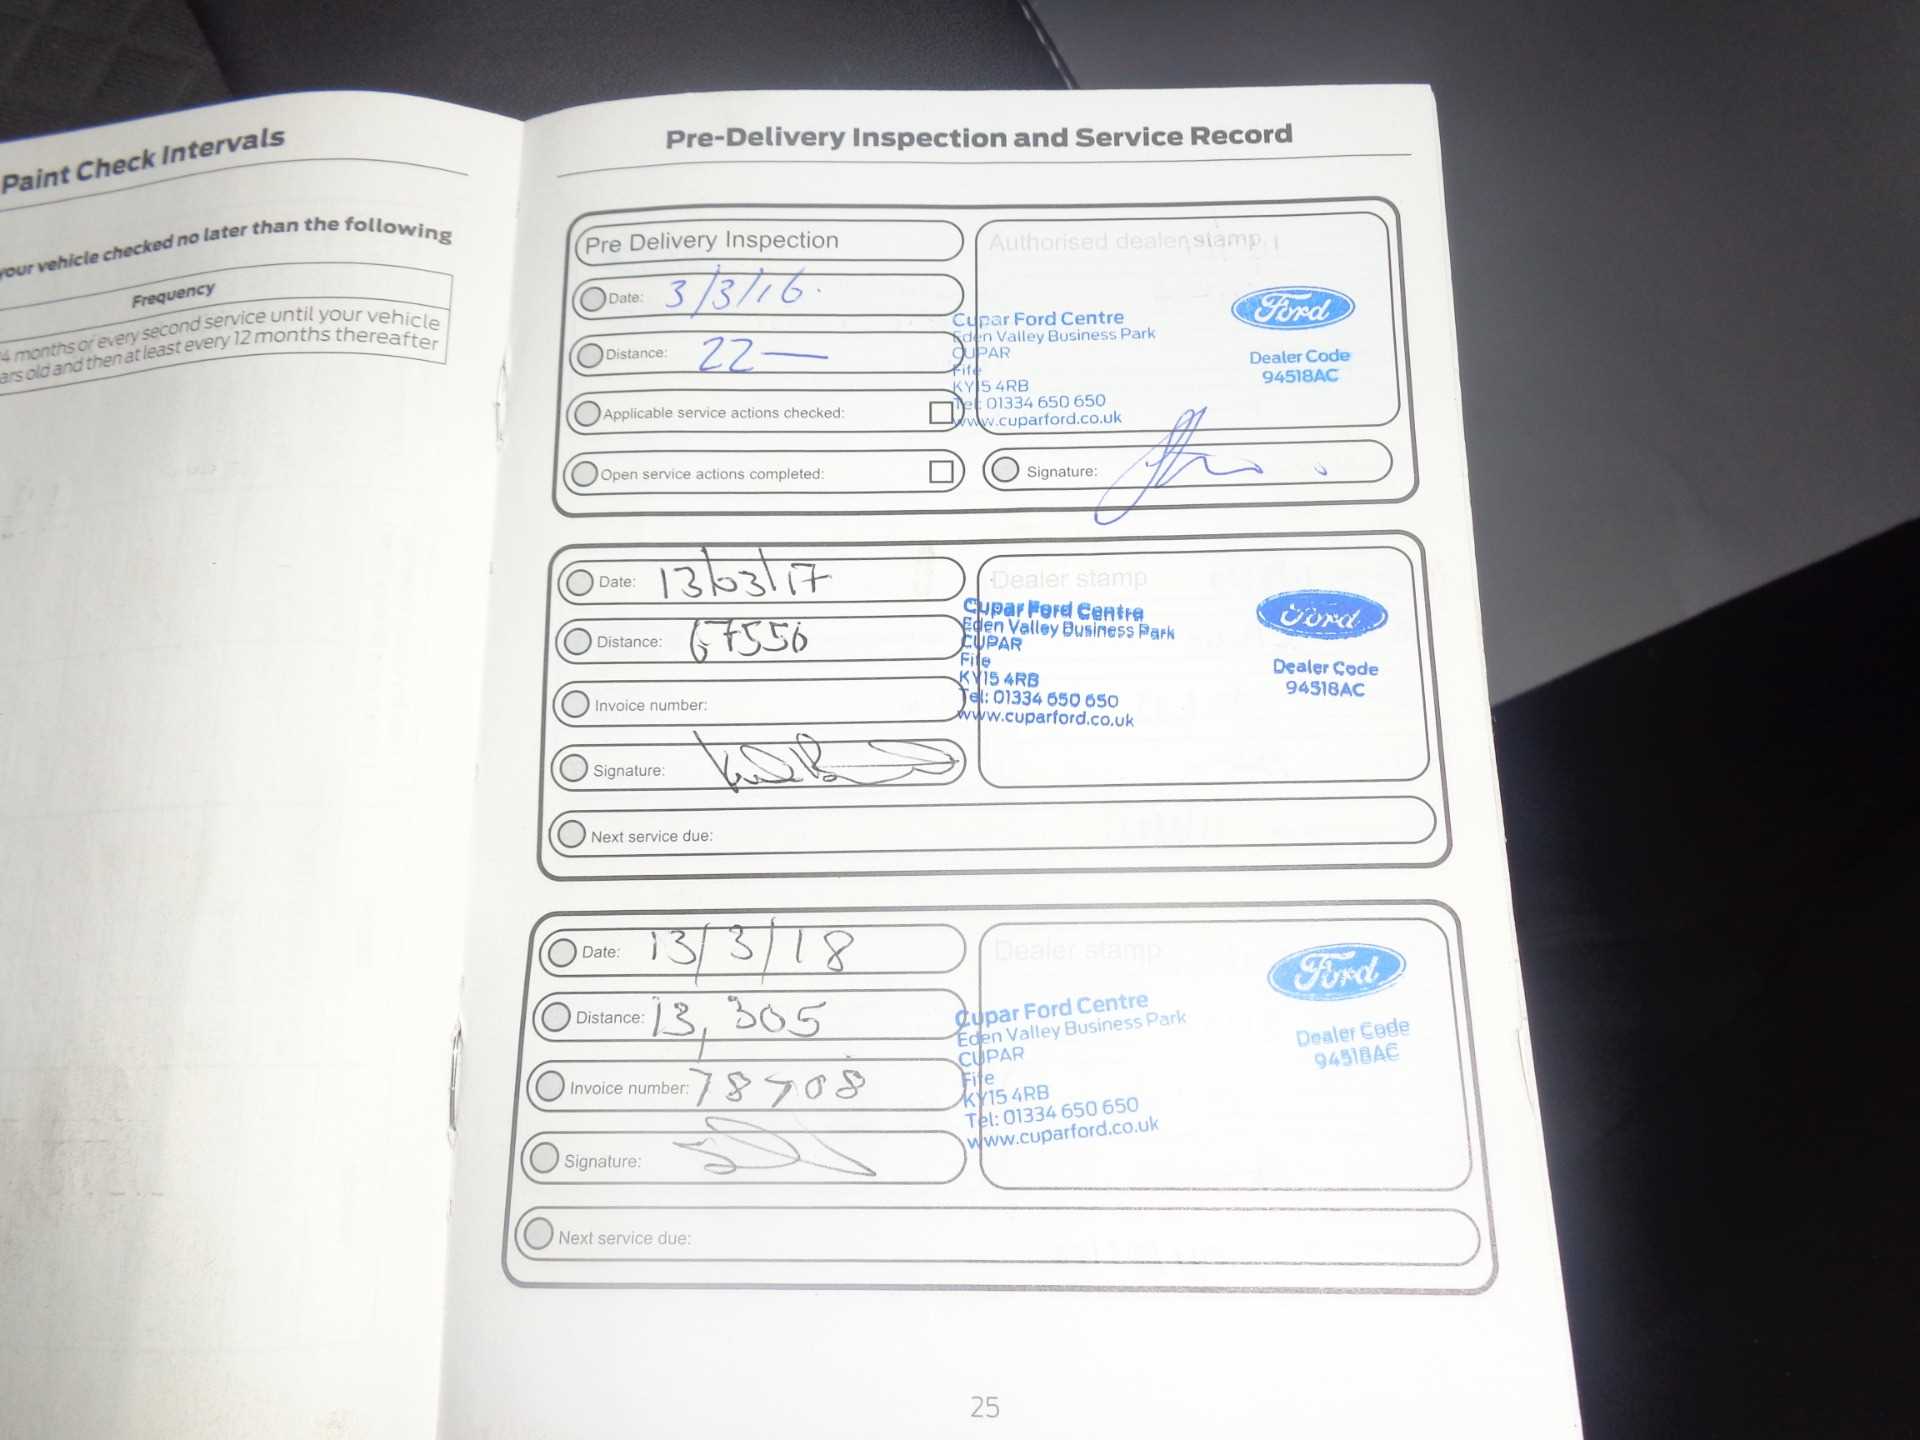 Paint Check Intervals
your vehicle checked no later than the following
Frequency
4 months or every second service until your vehicle
ars old and then at least every 12 months thereafter
Pre-Delivery Inspection and Service Record
Pre Delivery Inspection
Date: 3/3/16.
Distance: 22
Applicable service actions checked:
Open service actions completed:
Authorised dealer stamp
Cupar Ford Centre
Eden Valley Business Park
CUPAR
Fife
KY15 4RB
Tel: 01334 650 650
www.cuparford.co.uk
Ford
Dealer Code
94518AC
Signature:
Date: 13/03/17
Distance: 67556
Invoice number:
Signature:
Dealer stamp
Cupar Ford Centre
Eden Valley Business Park
CUPAR
Fife
KY15 4RB
Tel: 01334 650 650
www.cuparford.co.uk
Ford
Dealer Code
94518AC
Next service due:
Date: 13/3/18
Distance: 13,305
Invoice number: 78708
Signature:
Dealer stamp
Cupar Ford Centre
Eden Valley Business Park
CUPAR
Fife
KY15 4RB
Tel: 01334 650 650
www.cuparford.co.uk
Ford
Dealer Code
94518AC
Next service due:
25